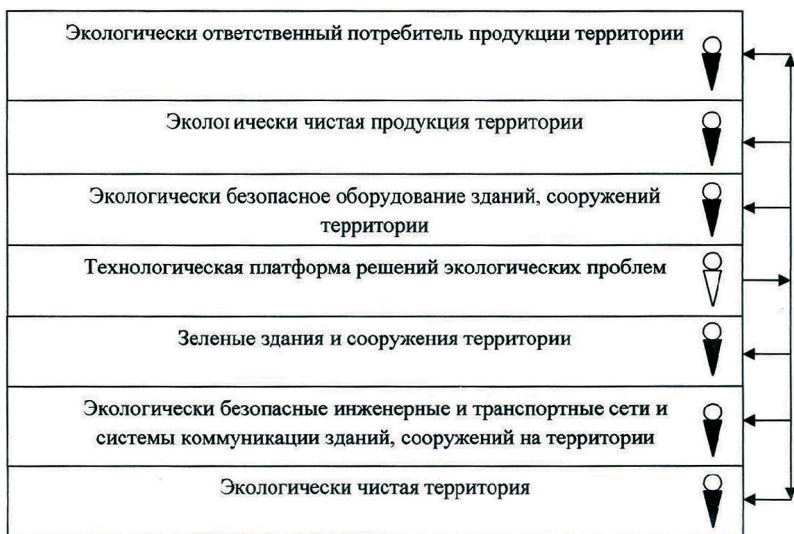 Экологически ответственный потребитель продукции территории
Экологически чистая продукция территории
Экологически безопасное оборудование зданий, сооружений
территории
Технологическая платформа решений экологических проблем
Зеленые здания и сооружения территории
Экологически безопасные инженерные и транспортные сети и
системы коммуникации зданий, сооружений на территории
Экологически чистая территория